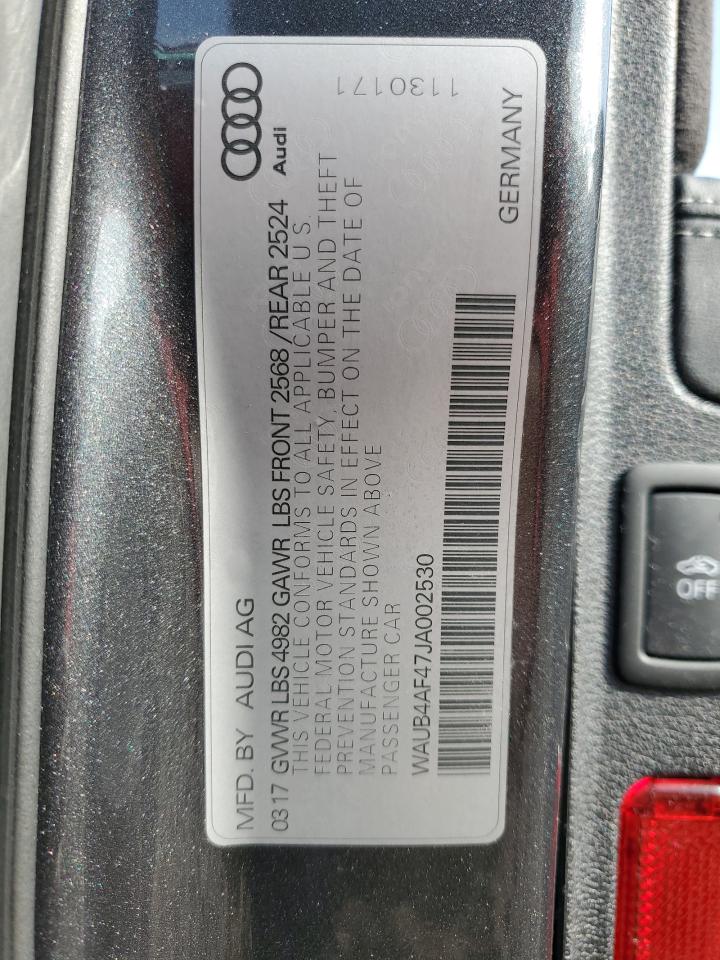 MFD. BY AUDI AG
Audi
0317 GVWR LBS4982 GAWR LBS FRONT 2568/REAR 2524
THIS VEHICLE CONFORMS TO ALL APPLICABLE U S.
FEDERAL MOTOR VEHICLE SAFETY, BUMPER AND THEFT
PREVENTION STANDARDS IN EFFECT ON THE DATE OF
MANUFACTURE SHOWN ABOVE
PASSENGER CAR
1130171
WAUB4AF47JA002530
GERMANY
OFF